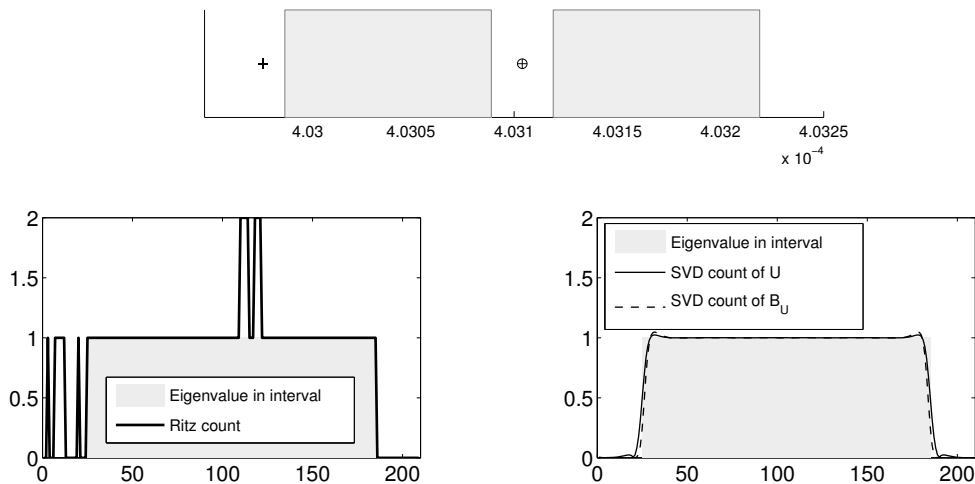 4.03 4.0305 4.031 4.0315 4.032 4.0325
x 10⁻⁴
2
1.5
1
0.5
0
0 50 100 150 200
Eigenvalue in interval
Ritz count
2
1.5
1
0.5
0
0 50 100 150 200
Eigenvalue in interval
SVD count of U
SVD count of B_U